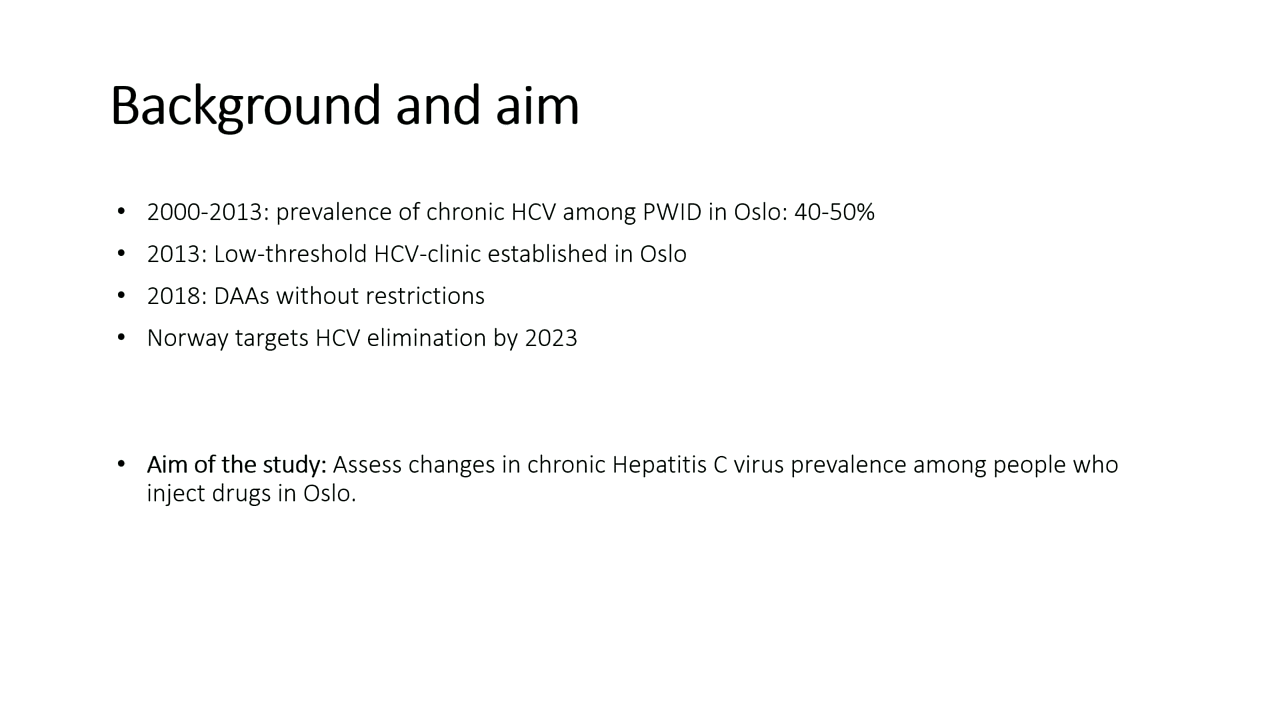 Background and aim
• 2000-2013: prevalence of chronic HCV among PWID in Oslo: 40-50%
• 2013: Low-threshold HCV-clinic established in Oslo
• 2018: DAAs without restrictions
• Norway targets HCV elimination by 2023
• Aim of the study: Assess changes in chronic Hepatitis C virus prevalence among people who
inject drugs in Oslo.